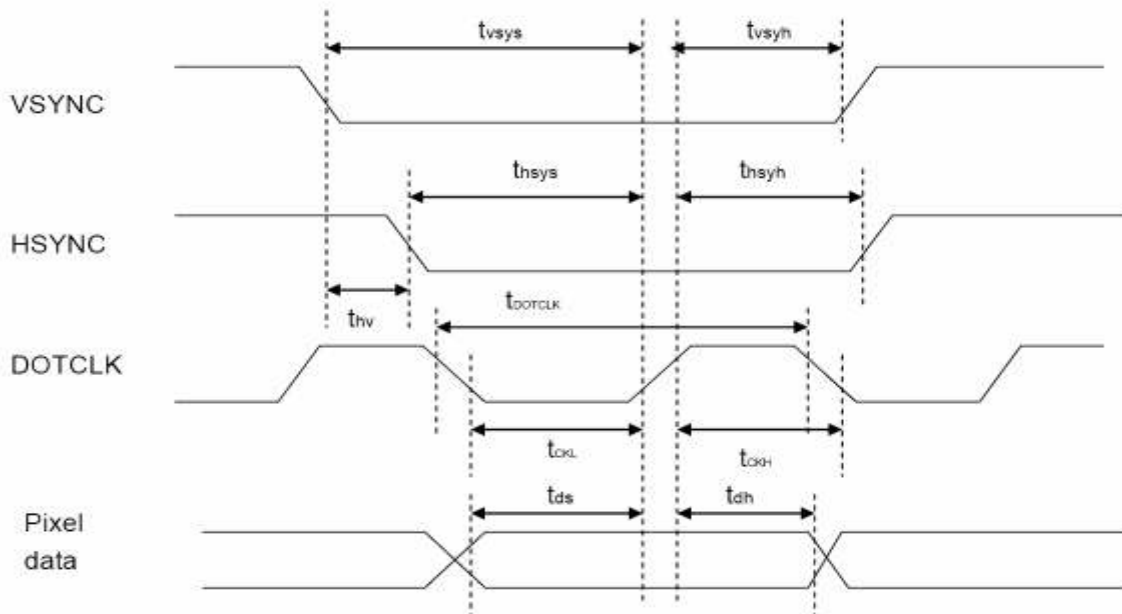 tvsys tvsyh
VSYNC
thsys thsyh
HSYNC
tDOTCLK
thv
DOTCLK
tCKL tCKH
tds tdh
Pixel
data